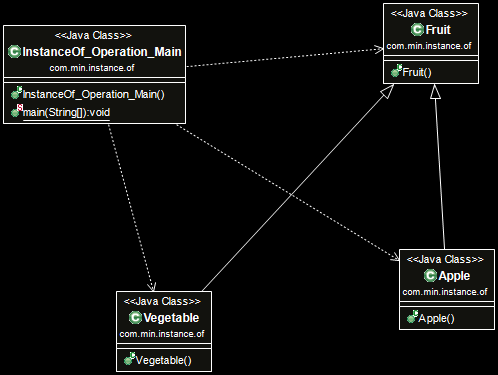 <<Java Class>>
InstanceOf_Operation_Main
com.min.instance.of
InstanceOf_Operation_Main()
main(String[]):void
<<Java Class>>
Fruit
com.min.instance.of
Fruit()
<<Java Class>>
Apple
com.min.instance.of
Apple()
<<Java Class>>
Vegetable
com.min.instance.of
Vegetable()